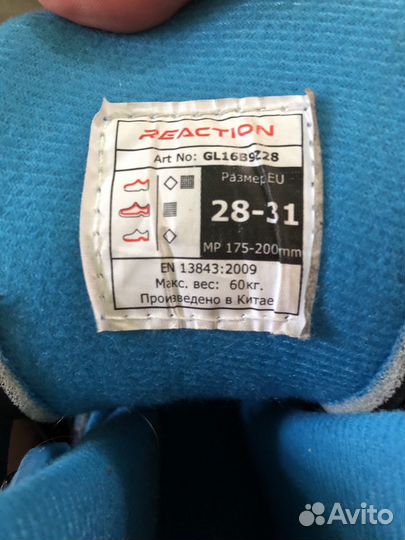 REACTION
Art No: GL16B9Z28
Размер EU
28-31
MP 175-200mm
EN 13843:2009
Макс. вес: 60кг.
Произведено в Китае
Avito